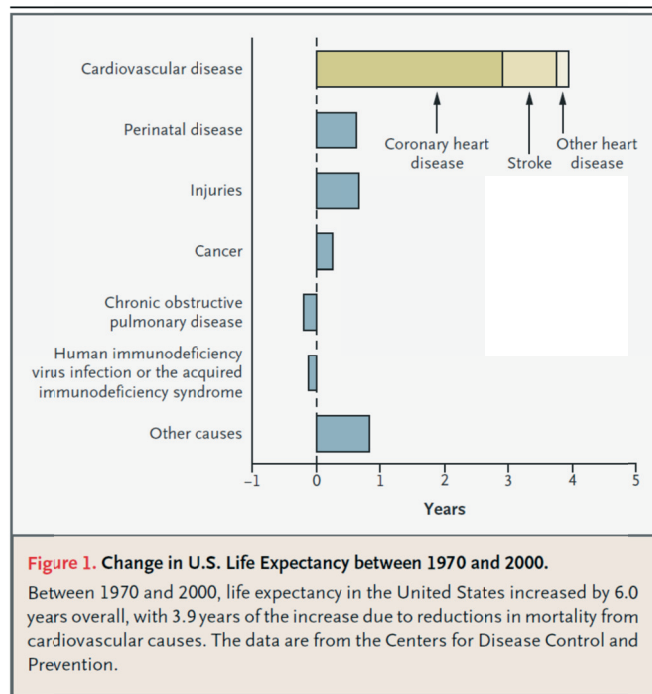 Cardiovascular disease
Perinatal disease
Coronary heart
disease
Stroke
Other heart
disease
Injuries
Cancer
Chronic obstructive
pulmonary disease
Human immunodeficiency
virus infection or the acquired
immunodeficiency syndrome
Other causes
–1 0 1 2 3 4 5
Years
Figure 1. Change in U.S. Life Expectancy between 1970 and 2000.
Between 1970 and 2000, life expectancy in the United States increased by 6.0
years overall, with 3.9 years of the increase due to reductions in mortality from
cardiovascular causes. The data are from the Centers for Disease Control and
Prevention.